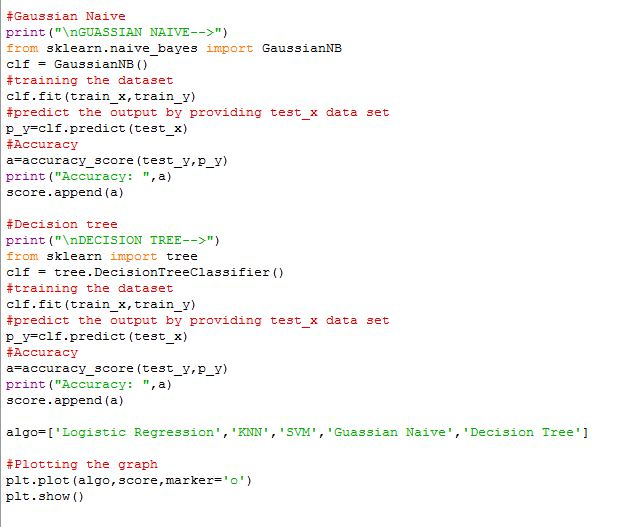 #Gaussian Naive
print("\nGUASSIAN NAIVE-->")
from sklearn.naive_bayes import GaussianNB
clf = GaussianNB()
#training the dataset
clf.fit(train_x,train_y)
#predict the output by providing test_x data set
p_y=clf.predict(test_x)
#Accuracy
a=accuracy_score(test_y,p_y)
print("Accuracy: ",a)
score.append(a)
#Decision tree
print("\nDECISION TREE-->")
from sklearn import tree
clf = tree.DecisionTreeClassifier()
#training the dataset
clf.fit(train_x,train_y)
#predict the output by providing test_x data set
p_y=clf.predict(test_x)
#Accuracy
a=accuracy_score(test_y,p_y)
print("Accuracy: ",a)
score.append(a)
algo=['Logistic Regression','KNN','SVM','Guassian Naive','Decision Tree']
#Plotting the graph
plt.plot(algo,score,marker='o')
plt.show()